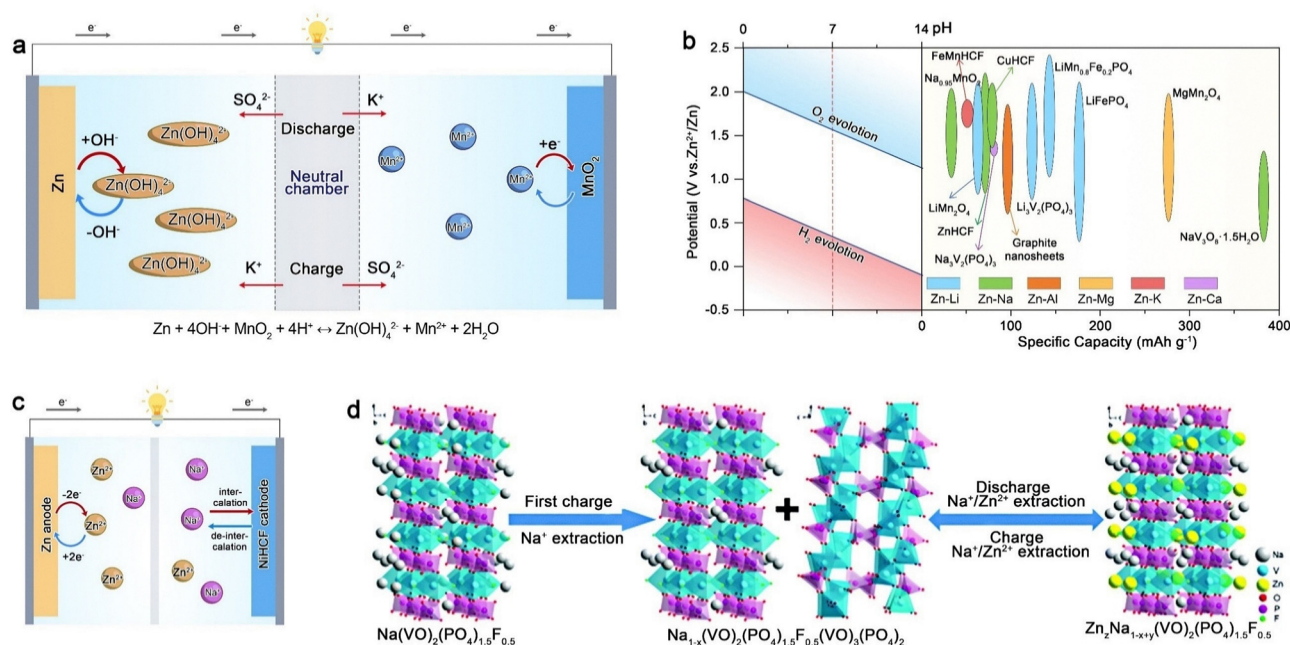 a
e⁻
e⁻
e⁻
e⁻
SO₄²⁻
K⁺
Zn(OH)₄²⁻
Discharge
+OH⁻
Mn²⁺
Mn²⁺
+e⁻
Zn
Zn(OH)₄²⁻
Neutral
chamber
Mn²⁺
MnO₂
Zn(OH)₄²⁻
Mn²⁺
-OH⁻
Zn(OH)₄²⁻
K⁺
Charge
SO₄²⁻
Zn + 4OH⁻+ MnO₂ + 4H⁺ ↔ Zn(OH)₄²⁻ + Mn²⁺ + 2H₂O
b
0 7 14 pH
Potential (V vs.Zn²⁺/Zn)
2.5
2.0
1.5
1.0
0.5
0.0
-0.5
O₂ evolotion
H₂ evolotion
FeMnHCF
CuHCF
Na₀.₉₅MnO₂
LiMn₀.₈Fe₀.₂PO₄
LiFePO₄
MgMn₂O₄
LiMn₂O₄
Li₃V₂(PO₄)₃
ZnHCF
Graphite
nanosheets
NaV₃O₈·1.5H₂O
Na₃V₂(PO₄)₃
Zn-Li Zn-Na Zn-Al Zn-Mg Zn-K Zn-Ca
0 100 200 300 400
Specific Capacity (mAh g⁻¹)
c
e⁻
e⁻
Zn anode
Zn²⁺
Na⁺
-2e⁻
Na⁺
inter-
calation
Zn²⁺
Na⁺
de-inter-
calation
+2e⁻
Zn²⁺
Zn²⁺
Na⁺
NiHCF cathode
d
First charge
Na⁺ extraction
+
Discharge
Na⁺/Zn²⁺ extraction
Charge
Na⁺/Zn²⁺ extraction
Na
V
Zn
O
P
F
Na(VO)₂(PO₄)₁.₅F₀.₅
Na₁₋ₓ(VO)₂(PO₄)₁.₅F₀.₅(VO)₃(PO₄)₂
Zn_zNa₁₋ₓ₊y(VO)₂(PO₄)₁.₅F₀.₅